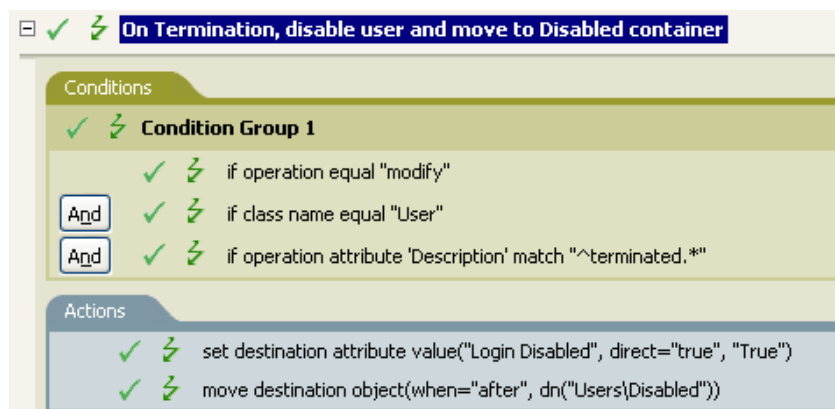 On Termination, disable user and move to Disabled container
Conditions
Condition Group 1
if operation equal "modify"
And if class name equal "User"
And if operation attribute 'Description' match "^terminated.*"
Actions
set destination attribute value("Login Disabled", direct="true", "True")
move destination object(when="after", dn("Users\Disabled"))